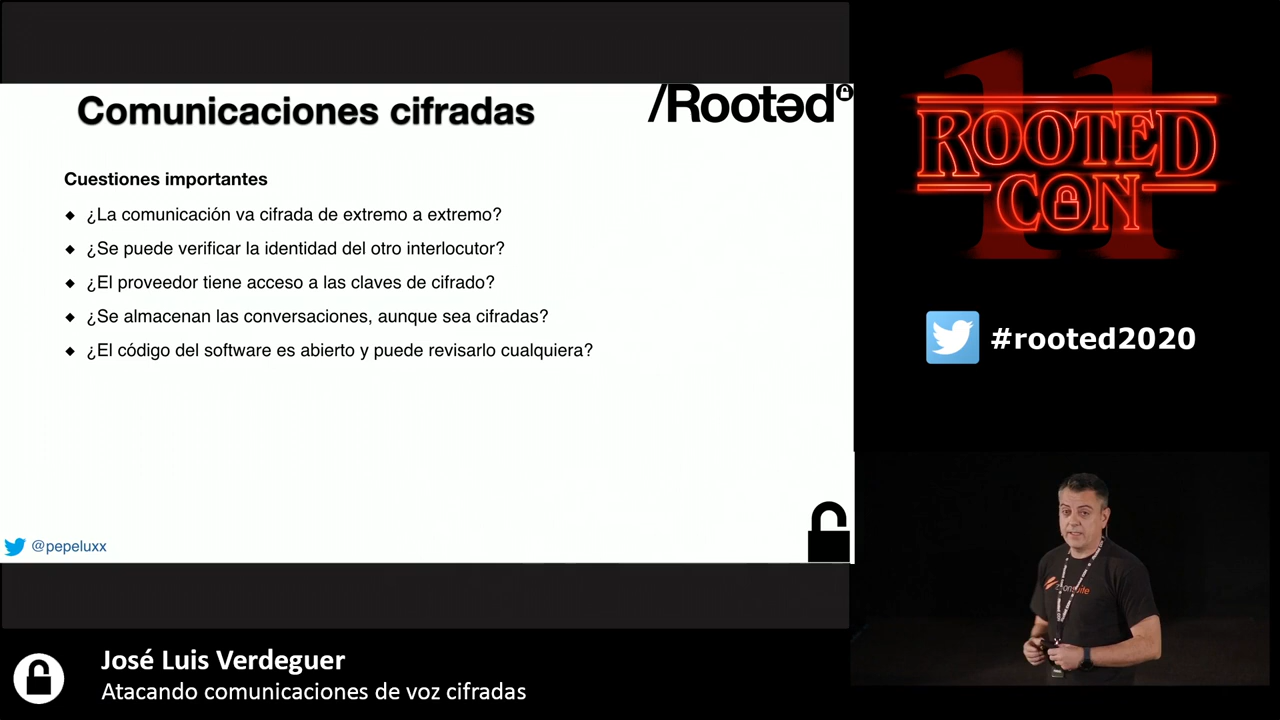 Comunicaciones cifradas
/Rootəd
Cuestiones importantes
¿La comunicación va cifrada de extremo a extremo?
¿Se puede verificar la identidad del otro interlocutor?
¿El proveedor tiene acceso a las claves de cifrado?
¿Se almacenan las conversaciones, aunque sea cifradas?
¿El código del software es abierto y puede revisarlo cualquiera?
@pepeluxx
11
ROOTED
CON
#rooted2020
José Luis Verdeguer
Atacando comunicaciones de voz cifradas